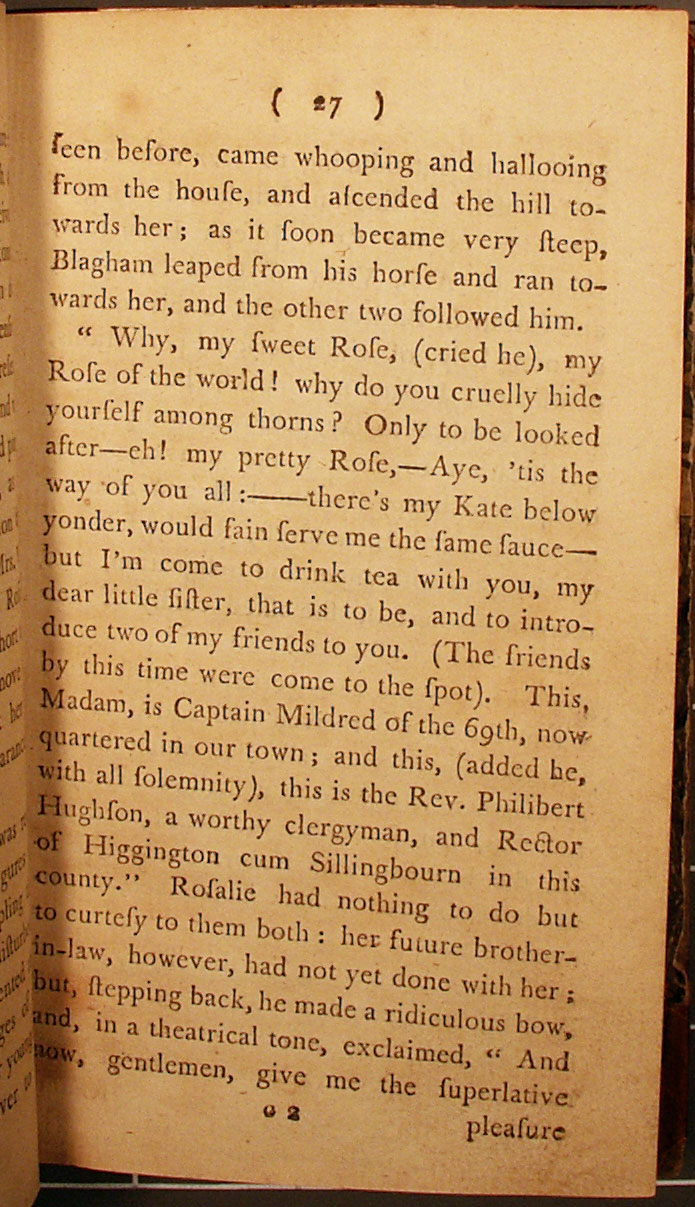 ( 27 )
ſeen before, came whooping and hallooing
from the houſe, and aſcended the hill to-
wards her; as it ſoon became very ſteep,
Blagham leaped from his horſe and ran to-
wards her, and the other two followed him.
“ Why, my ſweet Roſe, (cried he), my
Roſe of the world! why do you cruelly hide
yourſelf among thorns? Only to be looked
after—eh! my pretty Roſe,—Aye, ’tis the
way of you all:——there’s my Kate below
yonder, would fain ſerve me the ſame ſauce—
but I’m come to drink tea with you, my
dear little ſiſter, that is to be, and to intro-
duce two of my friends to you. (The friends
by this time were come to the ſpot). This,
Madam, is Captain Mildred of the 69th, now
quartered in our town; and this, (added he,
with all ſolemnity), this is the Rev. Philibert
Hughſon, a worthy clergyman, and Rector
of Higgington cum Sillingbourn in this
county.” Roſalie had nothing to do but
to curteſy to them both: her future brother-
in-law, however, had not yet done with her;
but, ſtepping back, he made a ridiculous bow,
and, in a theatrical tone, exclaimed, “ And
now, gentlemen, give me the ſuperlative
G 2
pleaſure